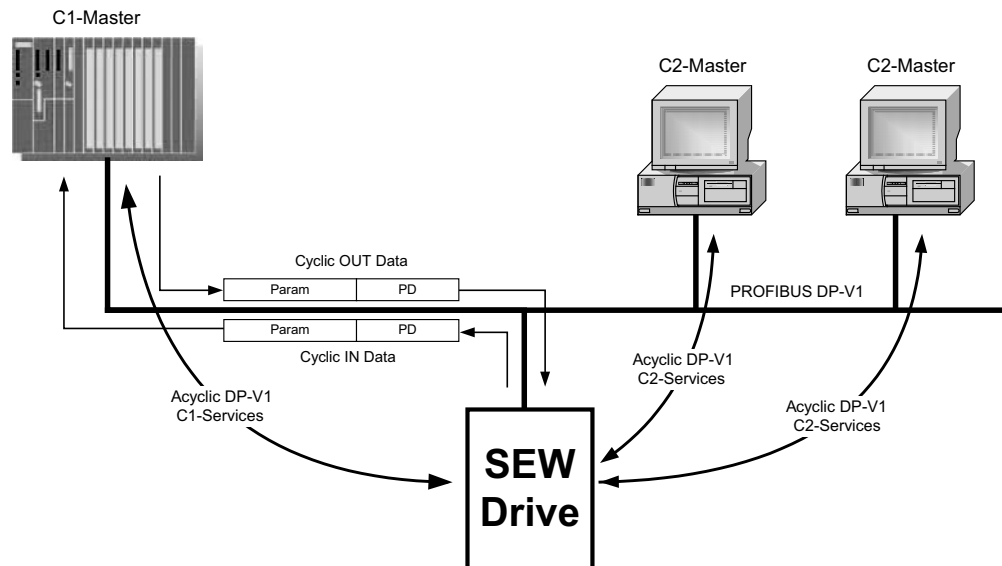 C1-Master
C2-Master
C2-Master
Cyclic OUT Data
Param
PD
PROFIBUS DP-V1
Param
PD
Cyclic IN Data
Acyclic DP-V1
C1-Services
Acyclic DP-V1
C2-Services
Acyclic DP-V1
C2-Services
SEW
Drive